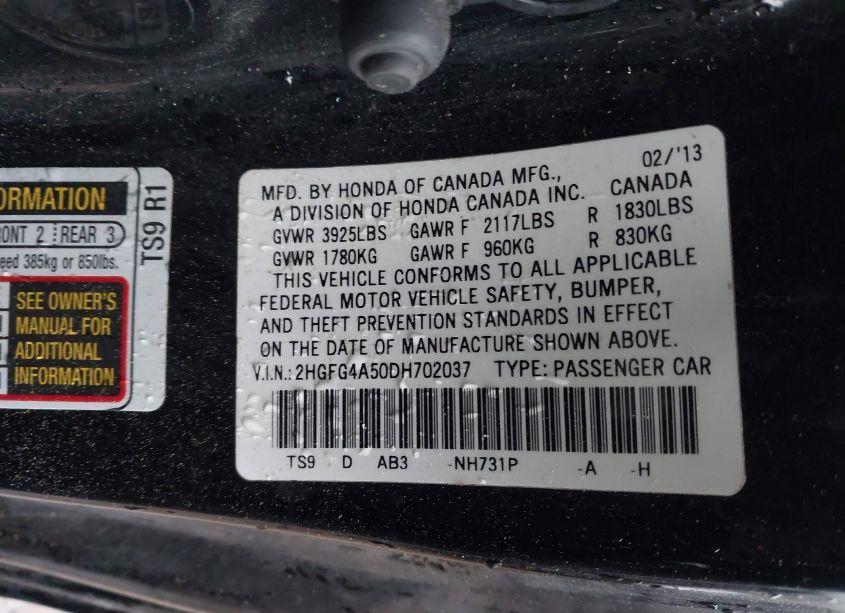 ORMATION
RONT 2 REAR 3
eed 385kg or 850lbs.
SEE OWNER'S
MANUAL FOR
ADDITIONAL
INFORMATION
TS9 R1
02/'13
MFD. BY HONDA OF CANADA MFG.,
A DIVISION OF HONDA CANADA INC. CANADA
GVWR 3925LBS GAWR F 2117LBS R 1830LBS
GVWR 1780KG GAWR F 960KG R 830KG
THIS VEHICLE CONFORMS TO ALL APPLICABLE
FEDERAL MOTOR VEHICLE SAFETY, BUMPER,
AND THEFT PREVENTION STANDARDS IN EFFECT
ON THE DATE OF MANUFACTURE SHOWN ABOVE.
V.I.N.: 2HGFG4A50DH702037 TYPE: PASSENGER CAR
TS9 D AB3 -NH731P -A -H